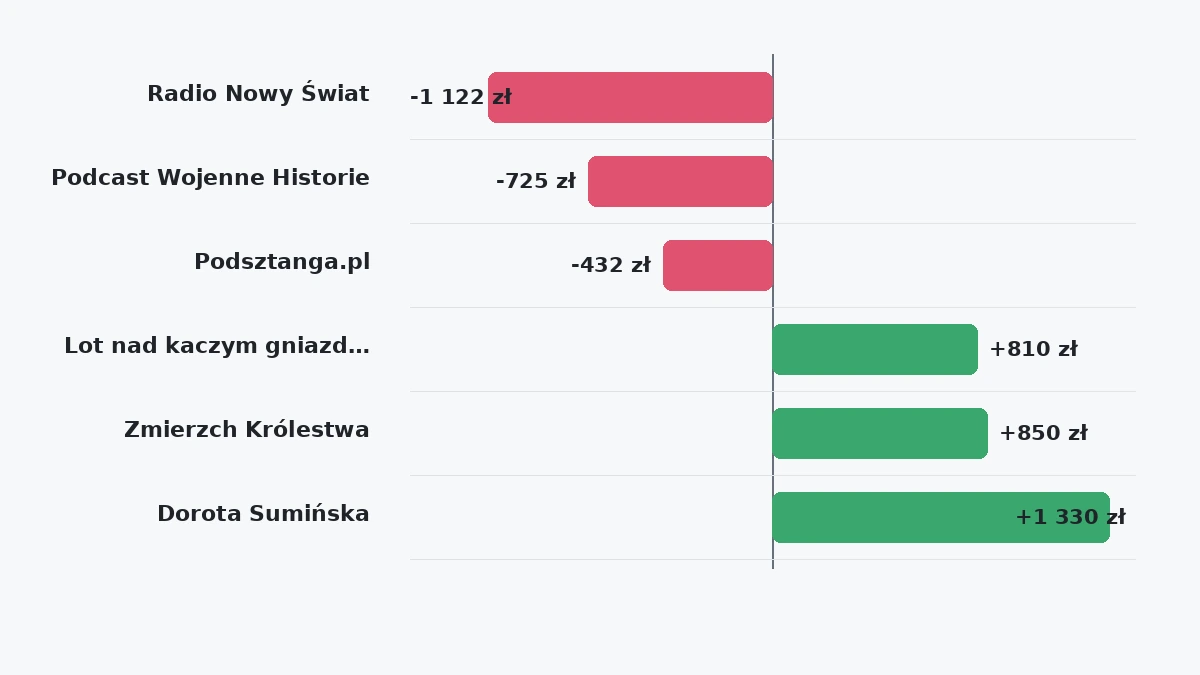 Radio Nowy Świat -1 122 zł
Podcast Wojenne Historie -725 zł
Podsztanga.pl -432 zł
Lot nad kaczym gniazd... +810 zł
Zmierzch Królestwa +850 zł
Dorota Sumińska +1 330 zł